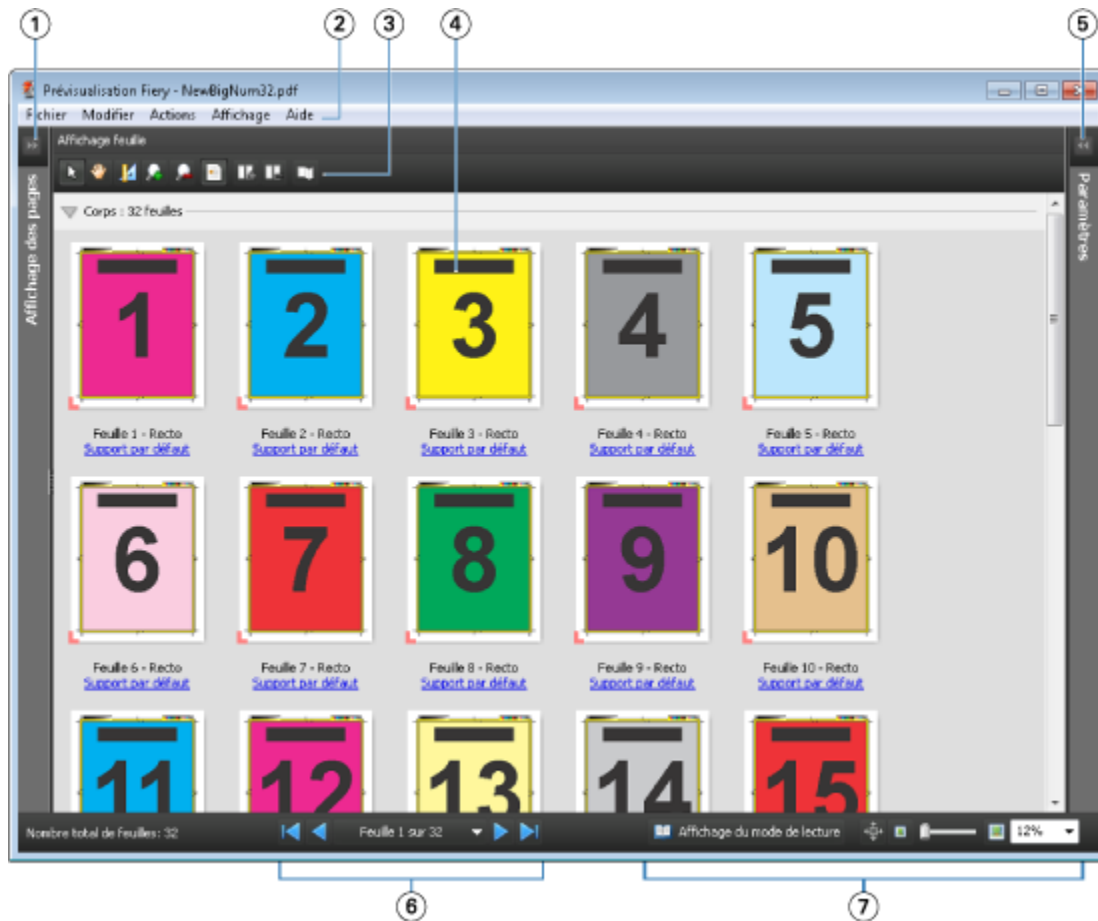 1 2 3 4 5
Prévisualisation Fiery - NewBigNum32.pdf
Fichier Modifier Actions Affichage Aide
Affichage feuille
Affichage des pages
Paramètres
Corps : 32 feuilles
1 2 3 4 5
Feuille 1 - Recto Feuille 2 - Recto Feuille 3 - Recto Feuille 4 - Recto Feuille 5 - Recto
Support par défaut Support par défaut Support par défaut Support par défaut Support par défaut
6 7 8 9 10
Feuille 6 - Recto Feuille 7 - Recto Feuille 8 - Recto Feuille 9 - Recto Feuille 10 - Recto
Support par défaut Support par défaut Support par défaut Support par défaut Support par défaut
11 12 13 14 15
Nombre total de feuilles: 32 Feuille 1 sur 32 Affichage du mode de lecture 12%
6 7